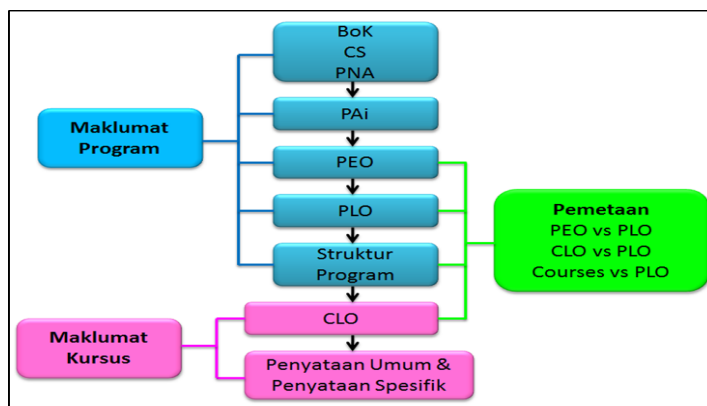 BoK
CS
PNA
PAi
Maklumat
Program
PEO
PLO
Pemetaan
PEO vs PLO
CLO vs PLO
Courses vs PLO
Struktur
Program
CLO
Maklumat
Kursus
Penyataan Umum &
Penyataan Spesifik